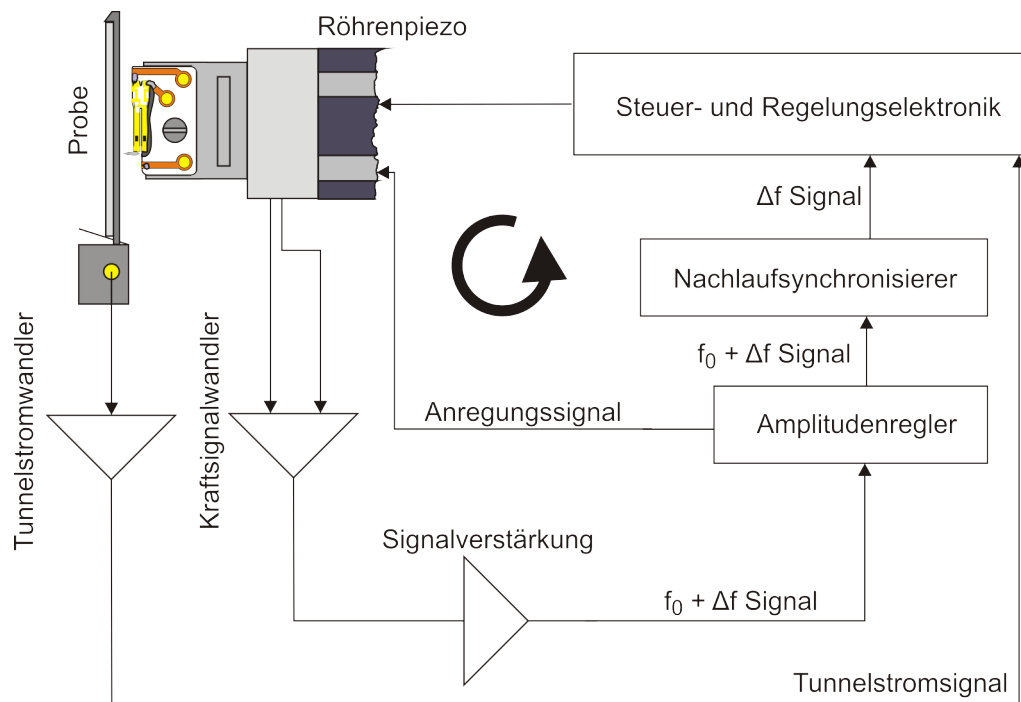 Röhrenpiezo
Probe
Steuer- und Regelungselektronik
Δf Signal
Nachlaufsynchronisierer
f₀ + Δf Signal
Anregungssignal
Amplitudenregler
Tunnelstromwandler
Kraftsignalwandler
Signalverstärkung
f₀ + Δf Signal
Tunnelstromsignal